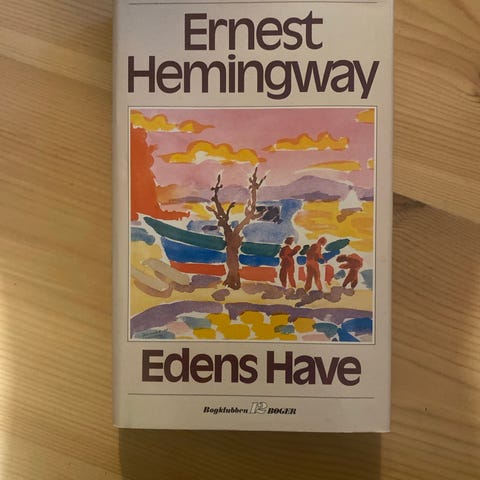 Ernest
Hemingway
Edens Have
Bogklubben 12 BØGER